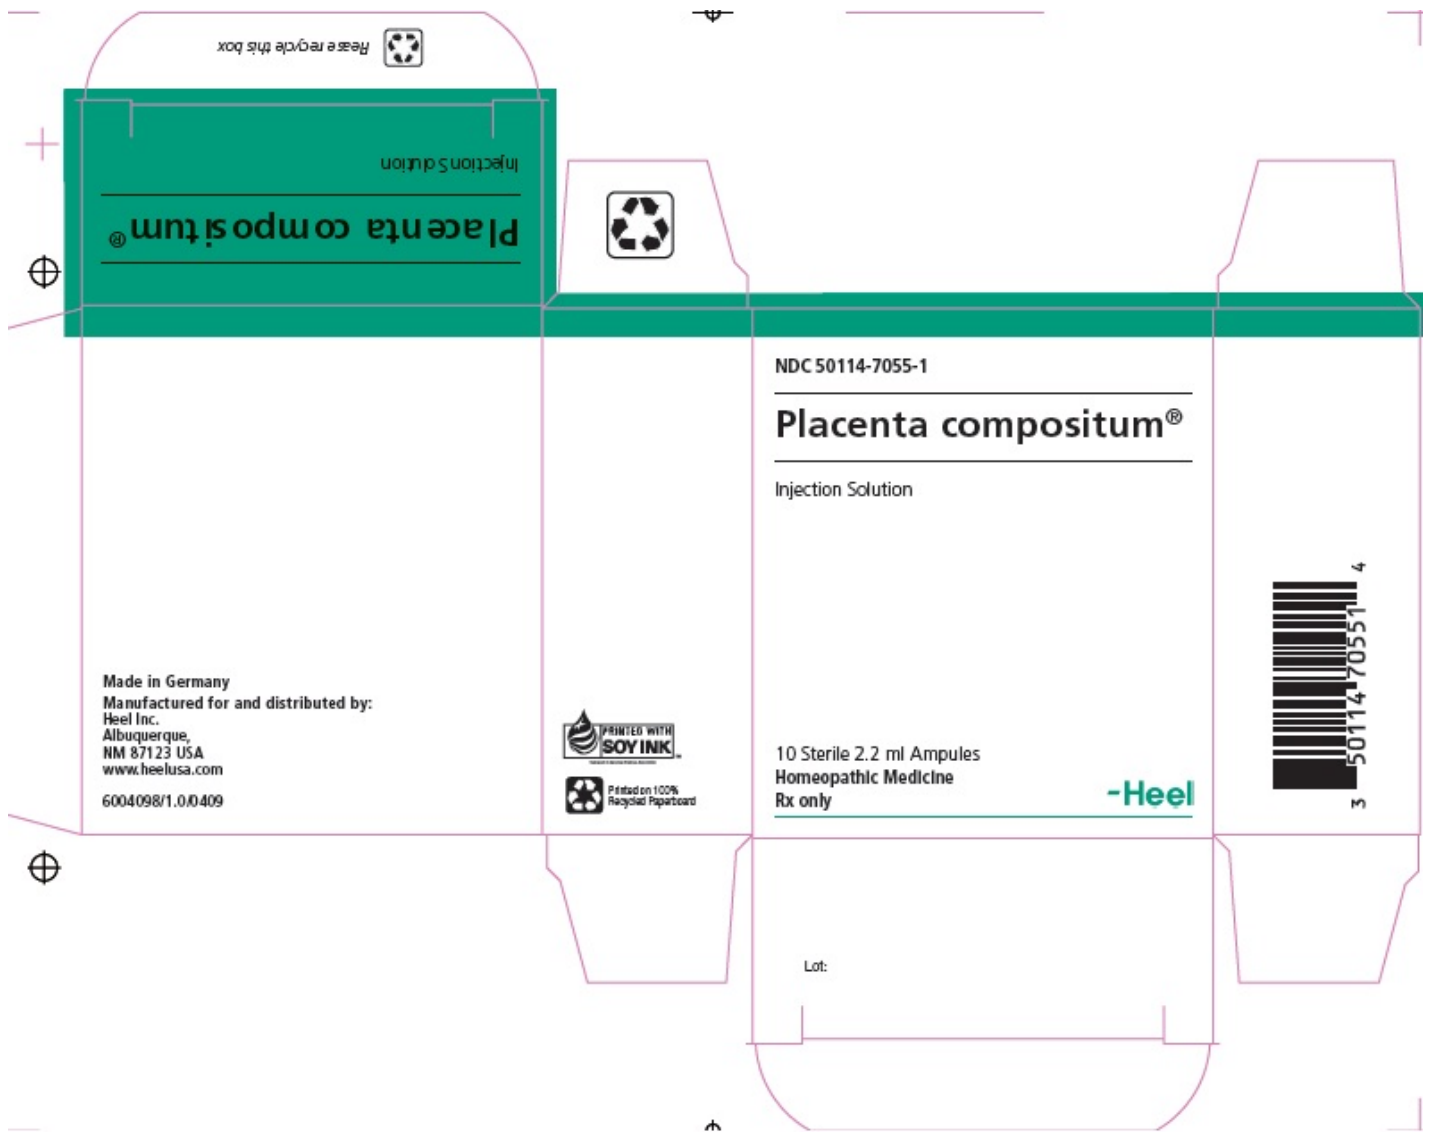 Please recycle this box
Injection Solution
Placenta compositum®
NDC 50114-7055-1
Placenta compositum®
Injection Solution
10 Sterile 2.2 ml Ampules
Homeopathic Medicine
Rx only
-Heel
Made in Germany
Manufactured for and distributed by:
Heel Inc.
Albuquerque,
NM 87123 USA
www.heelusa.com
6004098/1.0/0409
PRINTED WITH
SOY INK™
Printed on 100%
Recycled Paperboard
3 50114 70551 4
Lot: